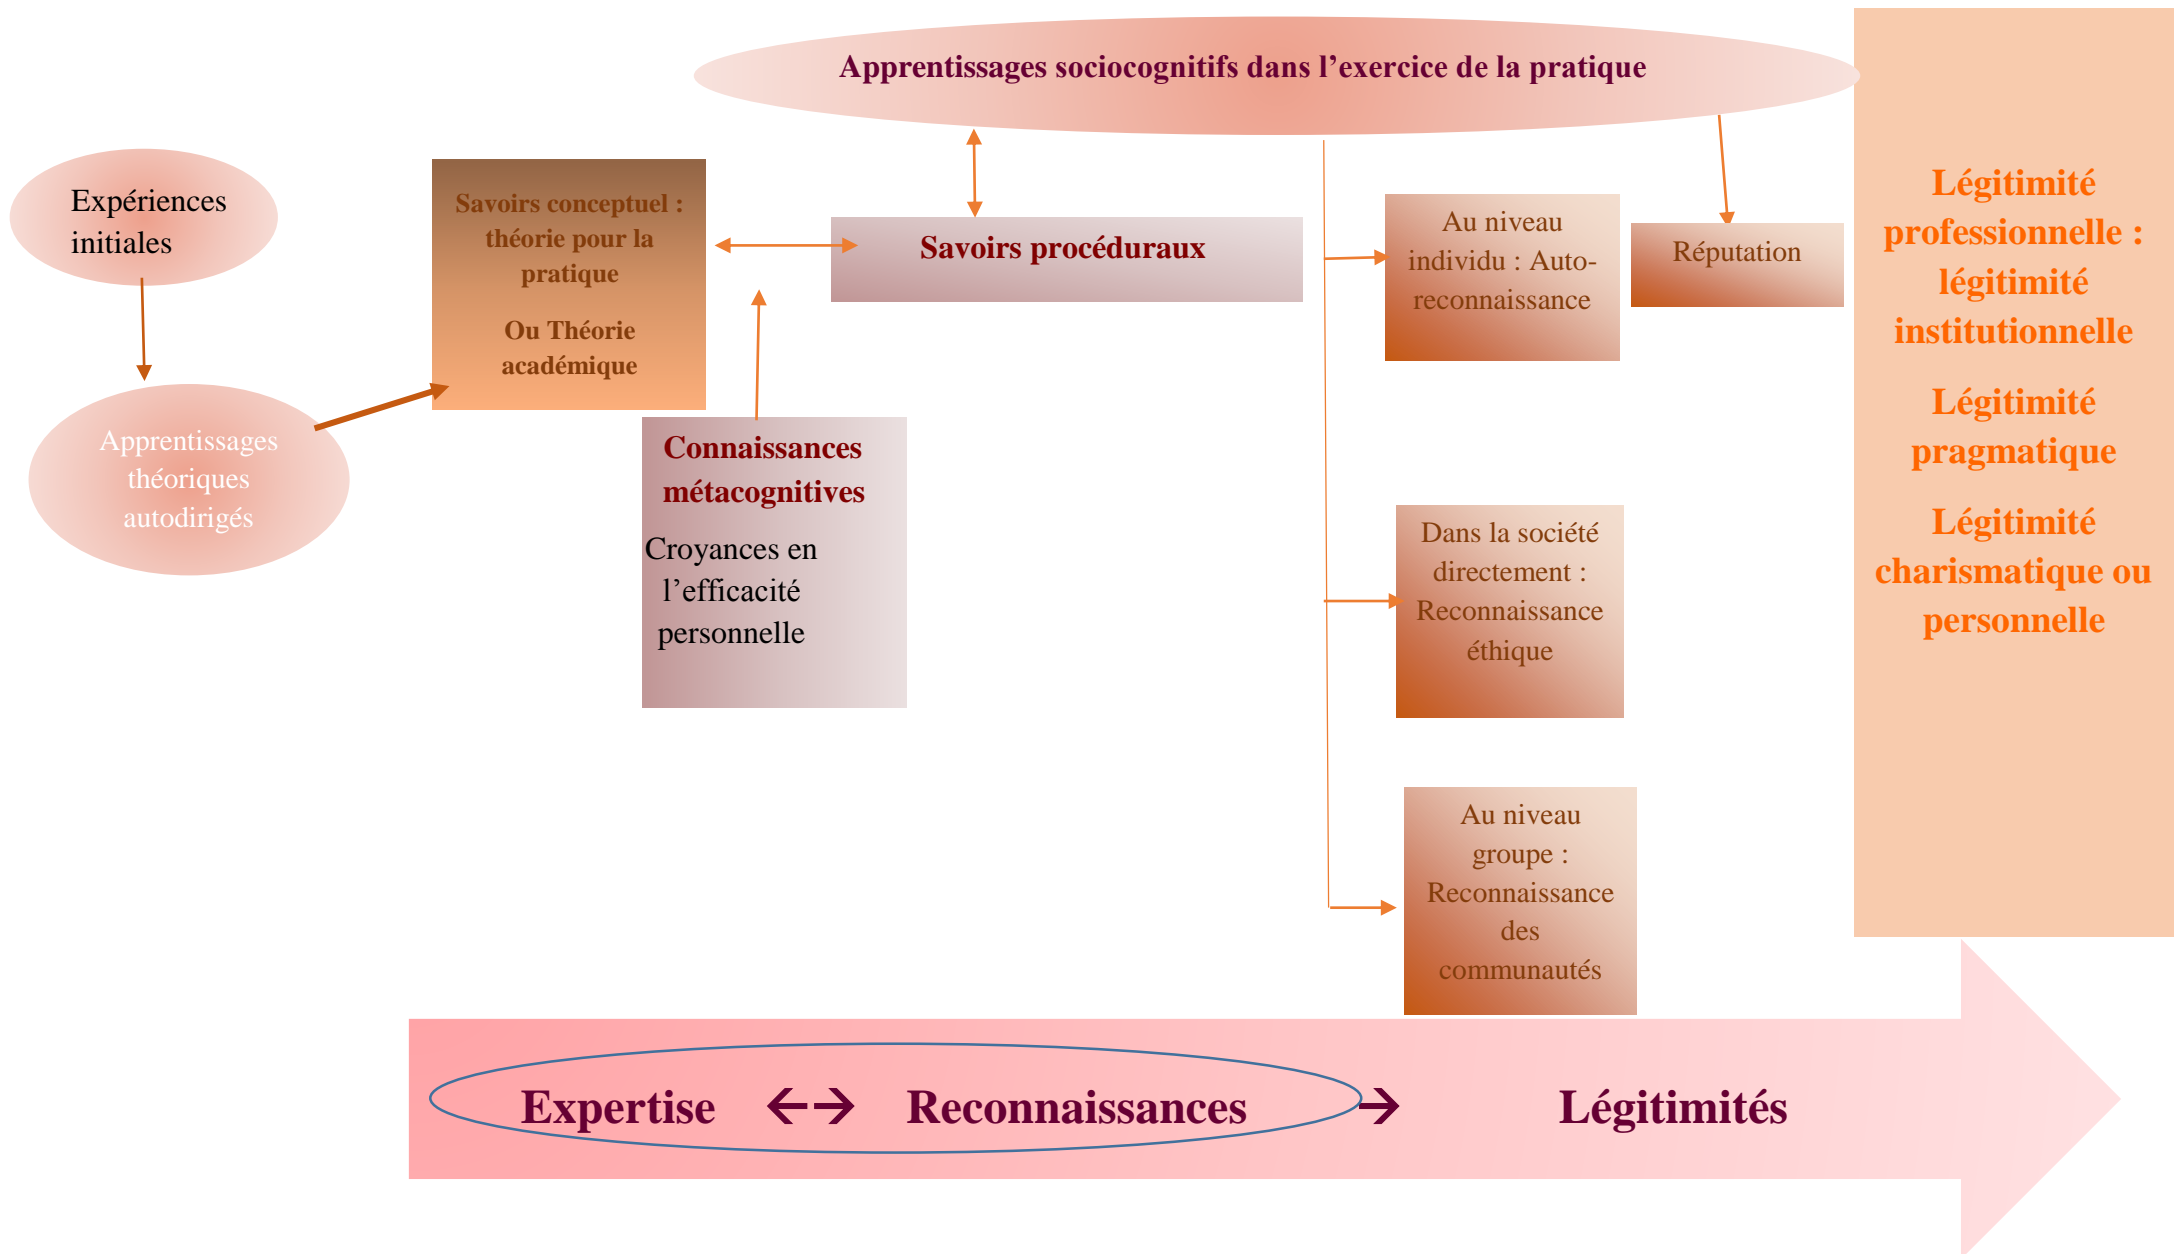 Apprentissages sociocognitifs dans l’exercice de la pratique
Expériences
initiales
Apprentissages
théoriques
autodirigés
Savoirs conceptuel :
théorie pour la
pratique
Ou Théorie
académique
Savoirs procéduraux
Connaissances
métacognitives
Croyances en
l’efficacité
personnelle
Au niveau
individu : Auto-
reconnaissance
Réputation
Dans la société
directement :
Reconnaissance
éthique
Au niveau
groupe :
Reconnaissance
des
communautés
Légitimité
professionnelle :
légitimité
institutionnelle
Légitimité
pragmatique
Légitimité
charismatique ou
personnelle
Expertise ←→ Reconnaissances → Légitimités